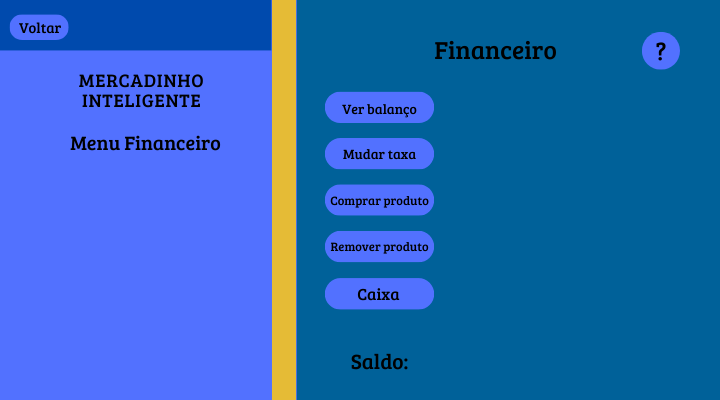 Voltar
MERCADINHO
INTELIGENTE
Menu Financeiro
Financeiro
?
Ver balanço
Mudar taxa
Comprar produto
Remover produto
Caixa
Saldo: